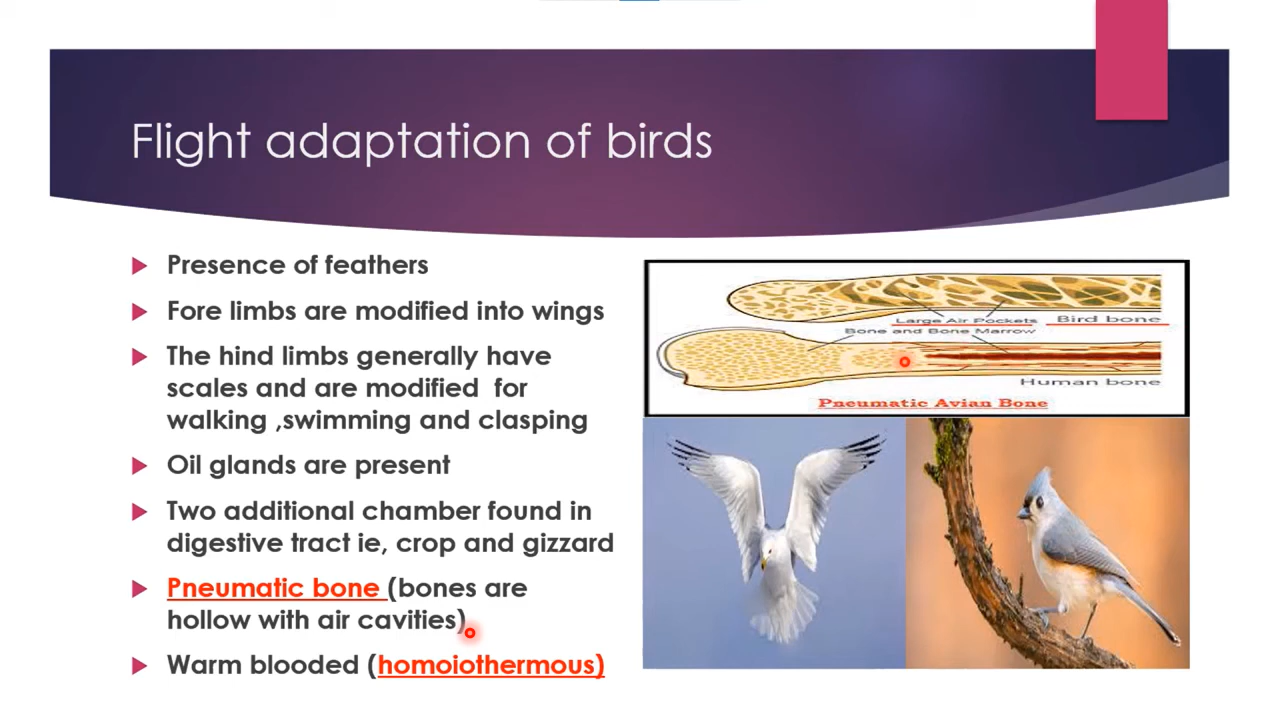 Flight adaptation of birds
Presence of feathers
Fore limbs are modified into wings
The hind limbs generally have
scales and are modified for
walking ,swimming and clasping
Oil glands are present
Two additional chamber found in
digestive tract ie, crop and gizzard
Pneumatic bone (bones are
hollow with air cavities)
Warm blooded (homoiothermous)
Large Air Pockets
Bird bone
Bone and Bone Marrow
Human bone
Pneumatic Avian Bone